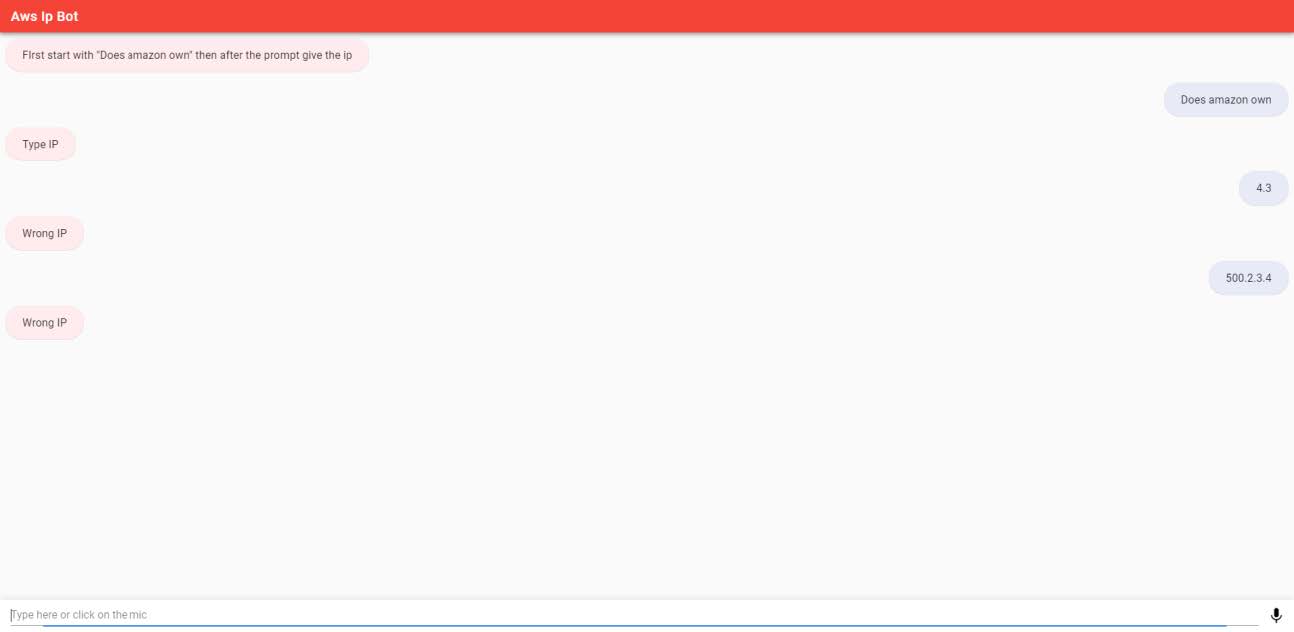 Aws Ip Bot
FIrst start with "Does amazon own" then after the prompt give the ip
Does amazon own
Type IP
4.3
Wrong IP
500.2.3.4
Wrong IP
Type here or click on the mic